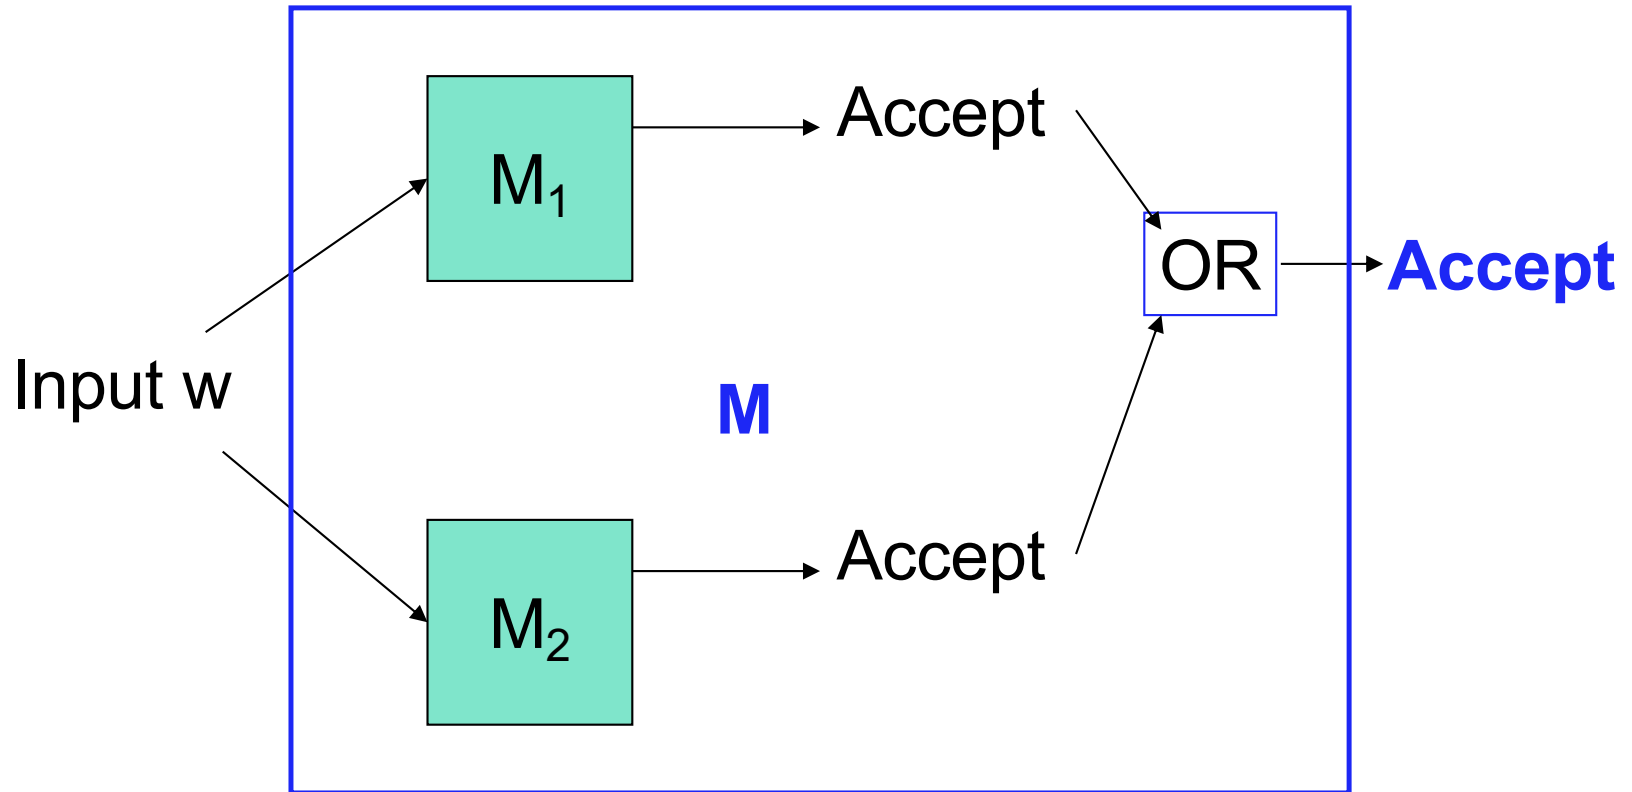 Accept
M₁
OR
Accept
Input w
M
Accept
M₂